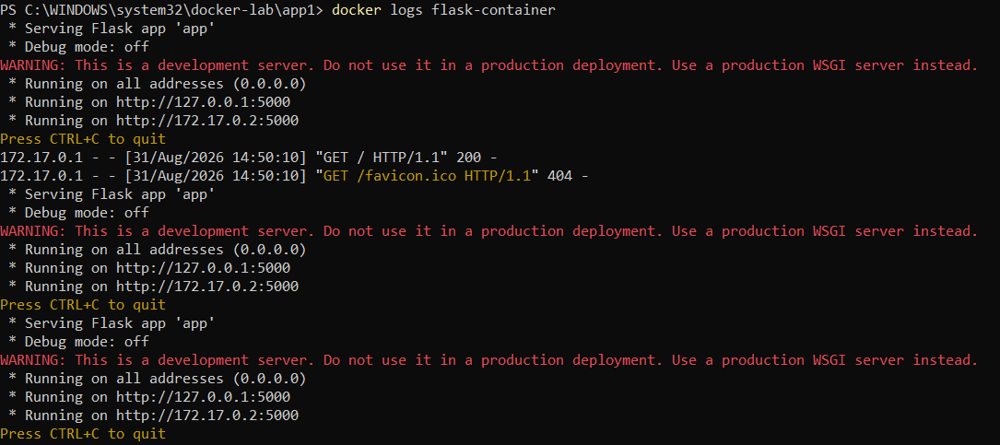 PS C:\WINDOWS\system32\docker-lab\app1> docker logs flask-container
 * Serving Flask app 'app'
 * Debug mode: off
WARNING: This is a development server. Do not use it in a production deployment. Use a production WSGI server instead.
 * Running on all addresses (0.0.0.0)
 * Running on http://127.0.0.1:5000
 * Running on http://172.17.0.2:5000
Press CTRL+C to quit
172.17.0.1 - - [31/Aug/2026 14:50:10] "GET / HTTP/1.1" 200 -
172.17.0.1 - - [31/Aug/2026 14:50:10] "GET /favicon.ico HTTP/1.1" 404 -
 * Serving Flask app 'app'
 * Debug mode: off
WARNING: This is a development server. Do not use it in a production deployment. Use a production WSGI server instead.
 * Running on all addresses (0.0.0.0)
 * Running on http://127.0.0.1:5000
 * Running on http://172.17.0.2:5000
Press CTRL+C to quit
 * Serving Flask app 'app'
 * Debug mode: off
WARNING: This is a development server. Do not use it in a production deployment. Use a production WSGI server instead.
 * Running on all addresses (0.0.0.0)
 * Running on http://127.0.0.1:5000
 * Running on http://172.17.0.2:5000
Press CTRL+C to quit